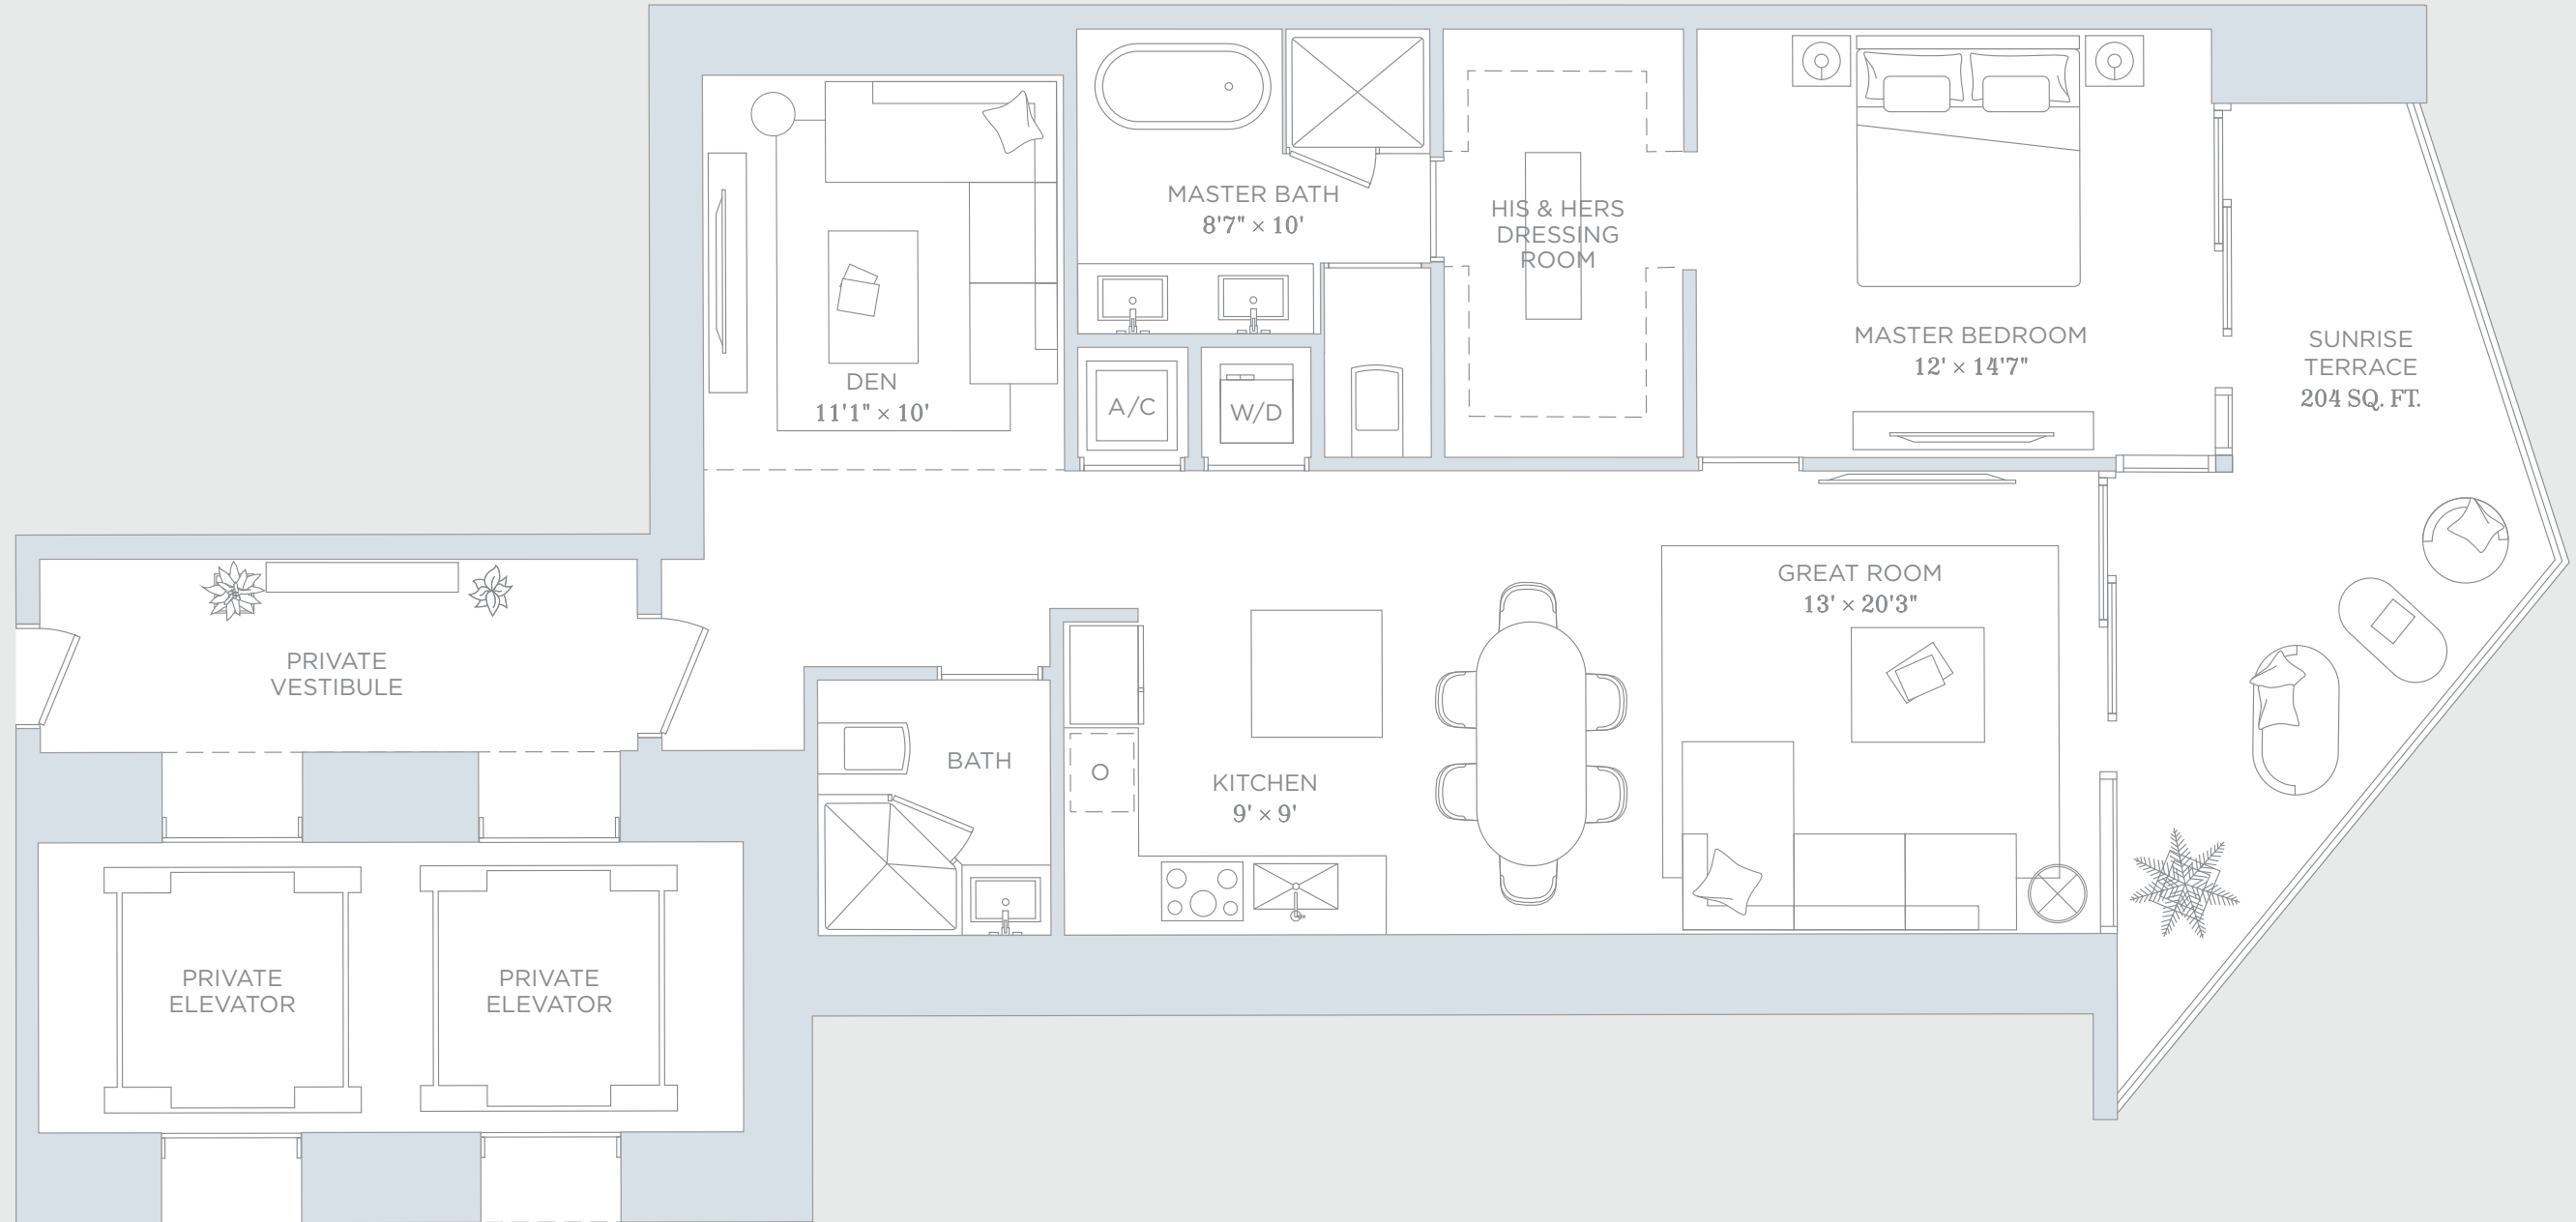 MASTER BATH
8'7" × 10'
HIS & HERS
DRESSING
ROOM
MASTER BEDROOM
12' × 14'7"
SUNRISE
TERRACE
204 SQ. FT.
DEN
11'1" × 10'
A/C
W/D
GREAT ROOM
13' × 20'3"
PRIVATE
VESTIBULE
BATH
KITCHEN
9' × 9'
PRIVATE
ELEVATOR
PRIVATE
ELEVATOR